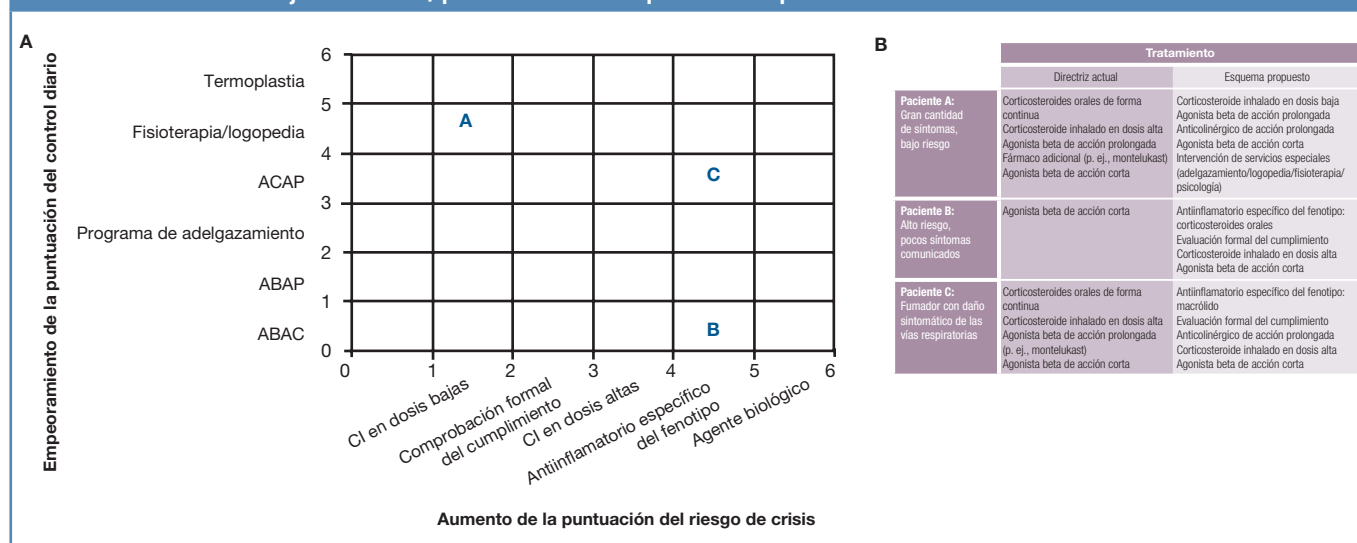 A
Empeoramiento de la puntuación del control diario
6
Termoplastia
5
Fisioterapia/logopedia
A
4
ACAP
C
3
Programa de adelgazamiento
2
ABAP
1
ABAC
B
0
0 1 2 3 4 5 6
CI en dosis bajas
Comprobación formal
del cumplimiento
CI en dosis altas
Antiinflamatorio específico
del fenotipo
Agente biológico
Aumento de la puntuación del riesgo de crisis
B
Tratamiento
Directriz actual
Esquema propuesto
Paciente A:
Gran cantidad
de síntomas,
bajo riesgo
Corticosteroides orales de forma
continua
Corticosteroide inhalado en dosis alta
Agonista beta de acción prolongada
Fármaco adicional (p. ej., montelukast)
Agonista beta de acción corta
Corticosteroide inhalado en dosis baja
Agonista beta de acción prolongada
Anticolinérgico de acción prolongada
Agonista beta de acción corta
Intervención de servicios especiales
(adelgazamiento/logopedia/fisioterapia/
psicología)
Paciente B:
Alto riesgo,
pocos síntomas
comunicados
Agonista beta de acción corta
Antiinflamatorio específico del fenotipo:
corticosteroides orales
Evaluación formal del cumplimiento
Corticosteroide inhalado en dosis alta
Agonista beta de acción corta
Paciente C:
Fumador con daño
sintomático de las
vías respiratorias
Corticosteroides orales de forma
continua
Corticosteroide inhalado en dosis alta
Agonista beta de acción prolongada
(p. ej., montelukast)
Agonista beta de acción corta
Antiinflamatorio específico del fenotipo:
macrólido
Evaluación formal del cumplimiento
Anticolinérgico de acción prolongada
Corticosteroide inhalado en dosis alta
Agonista beta de acción corta